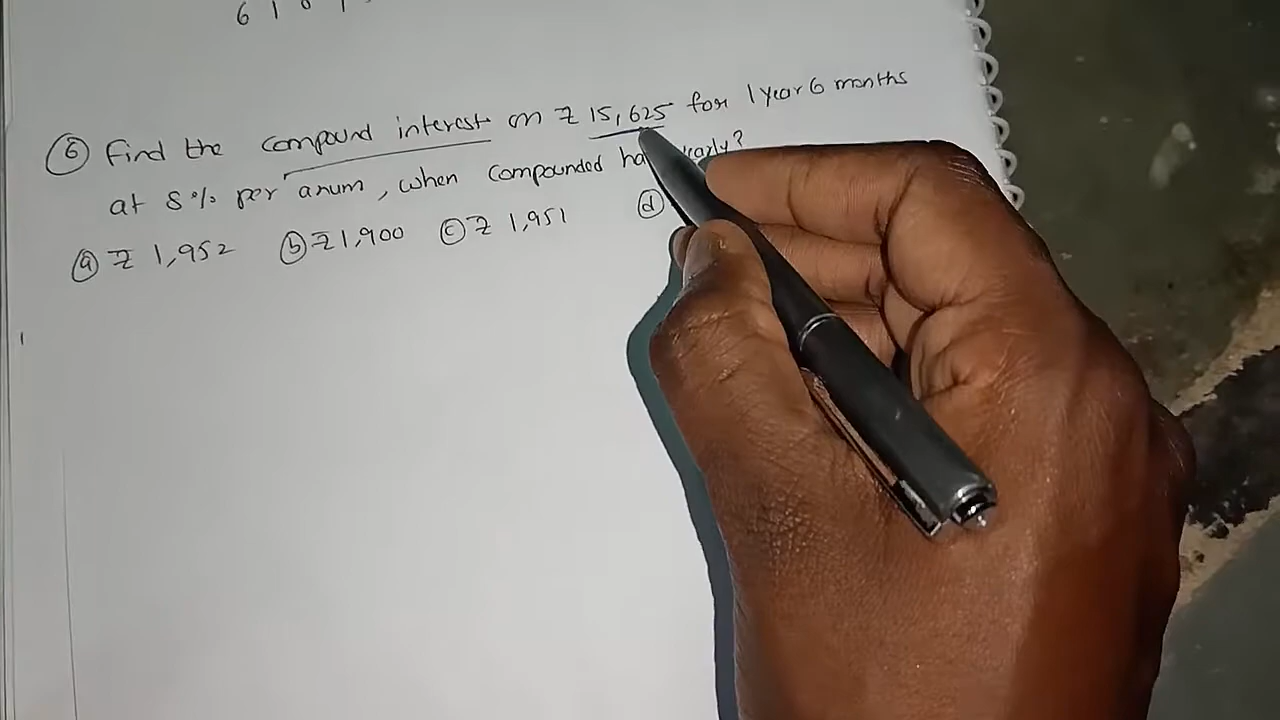 6 1 0 1
⑥ Find the compound interest on ₹ 15,625 for 1 year 6 months
at 8% per anum, when compounded ha yearly?
ⓐ ₹ 1,952 ⓑ ₹1,900 ⓒ ₹ 1,951 ⓓ